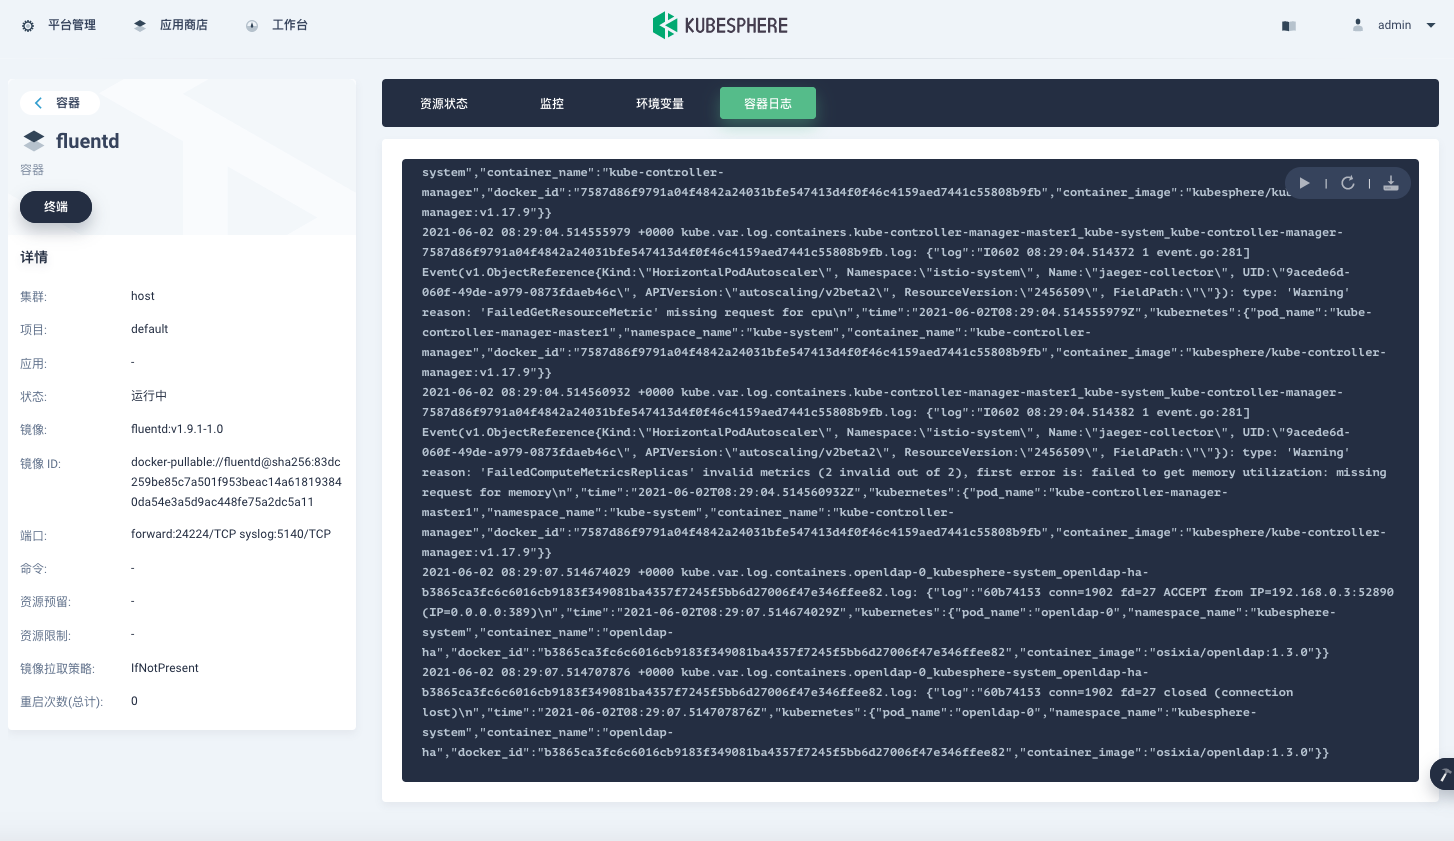 平台管理 应用商店 工作台 KUBESPHERE admin
容器
fluentd
容器
终端
详情
集群: host
项目: default
应用: -
状态: 运行中
镜像: fluentd:v1.9.1-1.0
镜像 ID: docker-pullable://fluentd@sha256:83dc
259be85c7a501f953beac14a61819384
0da54e3a5d9ac448fe75a2dc5a11
端口: forward:24224/TCP syslog:5140/TCP
命令: -
资源预留: -
资源限制: -
镜像拉取策略: IfNotPresent
重启次数(总计): 0
资源状态 监控 环境变量 容器日志
system","container_name":"kube-controller-
manager","docker_id":"7587d86f9791a04f4842a24031bfe547413d4f0f46c4159aed7441c55808b9fb","container_image":"kubesphere/ku
manager:v1.17.9"}}
2021-06-02 08:29:04.514555979 +0000 kube.var.log.containers.kube-controller-manager-master1_kube-system_kube-controller-manager-
7587d86f9791a04f4842a24031bfe547413d4f0f46c4159aed7441c55808b9fb.log: {"log":"I0602 08:29:04.514372 1 event.go:281]
Event(v1.ObjectReference{Kind:\"HorizontalPodAutoscaler\", Namespace:\"istio-system\", Name:\"jaeger-collector\", UID:\"9acede6d-
060f-49de-a979-0873fdaeb46c\", APIVersion:\"autoscaling/v2beta2\", ResourceVersion:\"2456509\", FieldPath:\"\"}): type: 'Warning'
reason: 'FailedGetResourceMetric' missing request for cpu\n","time":"2021-06-02T08:29:04.514555979Z","kubernetes":{"pod_name":"kube-
controller-manager-master1","namespace_name":"kube-system","container_name":"kube-controller-
manager","docker_id":"7587d86f9791a04f4842a24031bfe547413d4f0f46c4159aed7441c55808b9fb","container_image":"kubesphere/kube-controller-
manager:v1.17.9"}}
2021-06-02 08:29:04.514560932 +0000 kube.var.log.containers.kube-controller-manager-master1_kube-system_kube-controller-manager-
7587d86f9791a04f4842a24031bfe547413d4f0f46c4159aed7441c55808b9fb.log: {"log":"I0602 08:29:04.514382 1 event.go:281]
Event(v1.ObjectReference{Kind:\"HorizontalPodAutoscaler\", Namespace:\"istio-system\", Name:\"jaeger-collector\", UID:\"9acede6d-
060f-49de-a979-0873fdaeb46c\", APIVersion:\"autoscaling/v2beta2\", ResourceVersion:\"2456509\", FieldPath:\"\"}): type: 'Warning'
reason: 'FailedComputeMetricsReplicas' invalid metrics (2 invalid out of 2), first error is: failed to get memory utilization: missing
request for memory\n","time":"2021-06-02T08:29:04.514560932Z","kubernetes":{"pod_name":"kube-controller-manager-
master1","namespace_name":"kube-system","container_name":"kube-controller-
manager","docker_id":"7587d86f9791a04f4842a24031bfe547413d4f0f46c4159aed7441c55808b9fb","container_image":"kubesphere/kube-controller-
manager:v1.17.9"}}
2021-06-02 08:29:07.514674029 +0000 kube.var.log.containers.openldap-0_kubesphere-system_openldap-ha-
b3865ca3fc6c6016cb9183f349081ba4357f7245f5bb6d27006f47e346ffee82.log: {"log":"60b74153 conn=1902 fd=27 ACCEPT from IP=192.168.0.3:52890
(IP=0.0.0.0:389)\n","time":"2021-06-02T08:29:07.514674029Z","kubernetes":{"pod_name":"openldap-0","namespace_name":"kubesphere-
system","container_name":"openldap-
ha","docker_id":"b3865ca3fc6c6016cb9183f349081ba4357f7245f5bb6d27006f47e346ffee82","container_image":"osixia/openldap:1.3.0"}}
2021-06-02 08:29:07.514707876 +0000 kube.var.log.containers.openldap-0_kubesphere-system_openldap-ha-
b3865ca3fc6c6016cb9183f349081ba4357f7245f5bb6d27006f47e346ffee82.log: {"log":"60b74153 conn=1902 fd=27 closed (connection
lost)\n","time":"2021-06-02T08:29:07.514707876Z","kubernetes":{"pod_name":"openldap-0","namespace_name":"kubesphere-
system","container_name":"openldap-
ha","docker_id":"b3865ca3fc6c6016cb9183f349081ba4357f7245f5bb6d27006f47e346ffee82","container_image":"osixia/openldap:1.3.0"}}